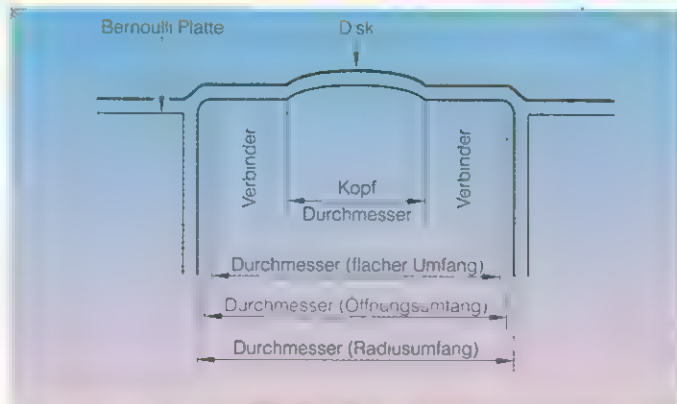 Bernoulli Platte
Disk
Verbinder
Verbinder
Kopf
Durchmesser
Durchmesser (flacher Umfang)
Durchmesser (Öffnungsumfang)
Durchmesser (Radiusumfang)